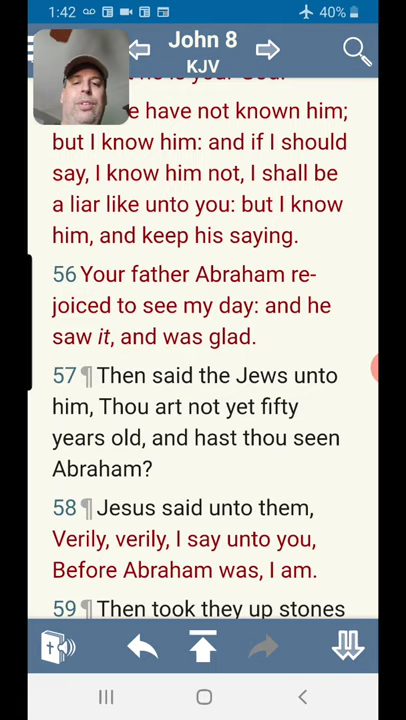 1:42
40%
John 8
KJV
he is your God:
e have not known him;
but I know him: and if I should
say, I know him not, I shall be
a liar like unto you: but I know
him, and keep his saying.
56 Your father Abraham re-
joiced to see my day: and he
saw it, and was glad.
57 ¶ Then said the Jews unto
him, Thou art not yet fifty
years old, and hast thou seen
Abraham?
58 ¶ Jesus said unto them,
Verily, verily, I say unto you,
Before Abraham was, I am.
59 ¶ Then took they up stones